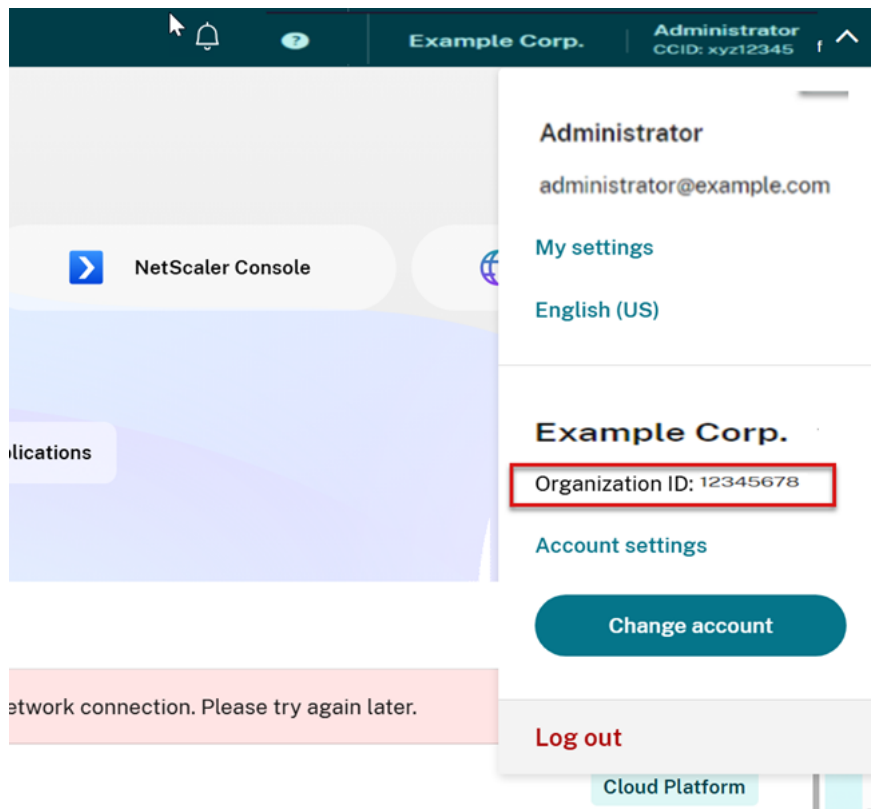 ?
Example Corp.
Administrator
CCID: xyz12345
Administrator
administrator@example.com
My settings
NetScaler Console
English (US)
Example Corp.
lications
Organization ID: 12345678
Account settings
Change account
etwork connection. Please try again later.
Log out
Cloud Platform